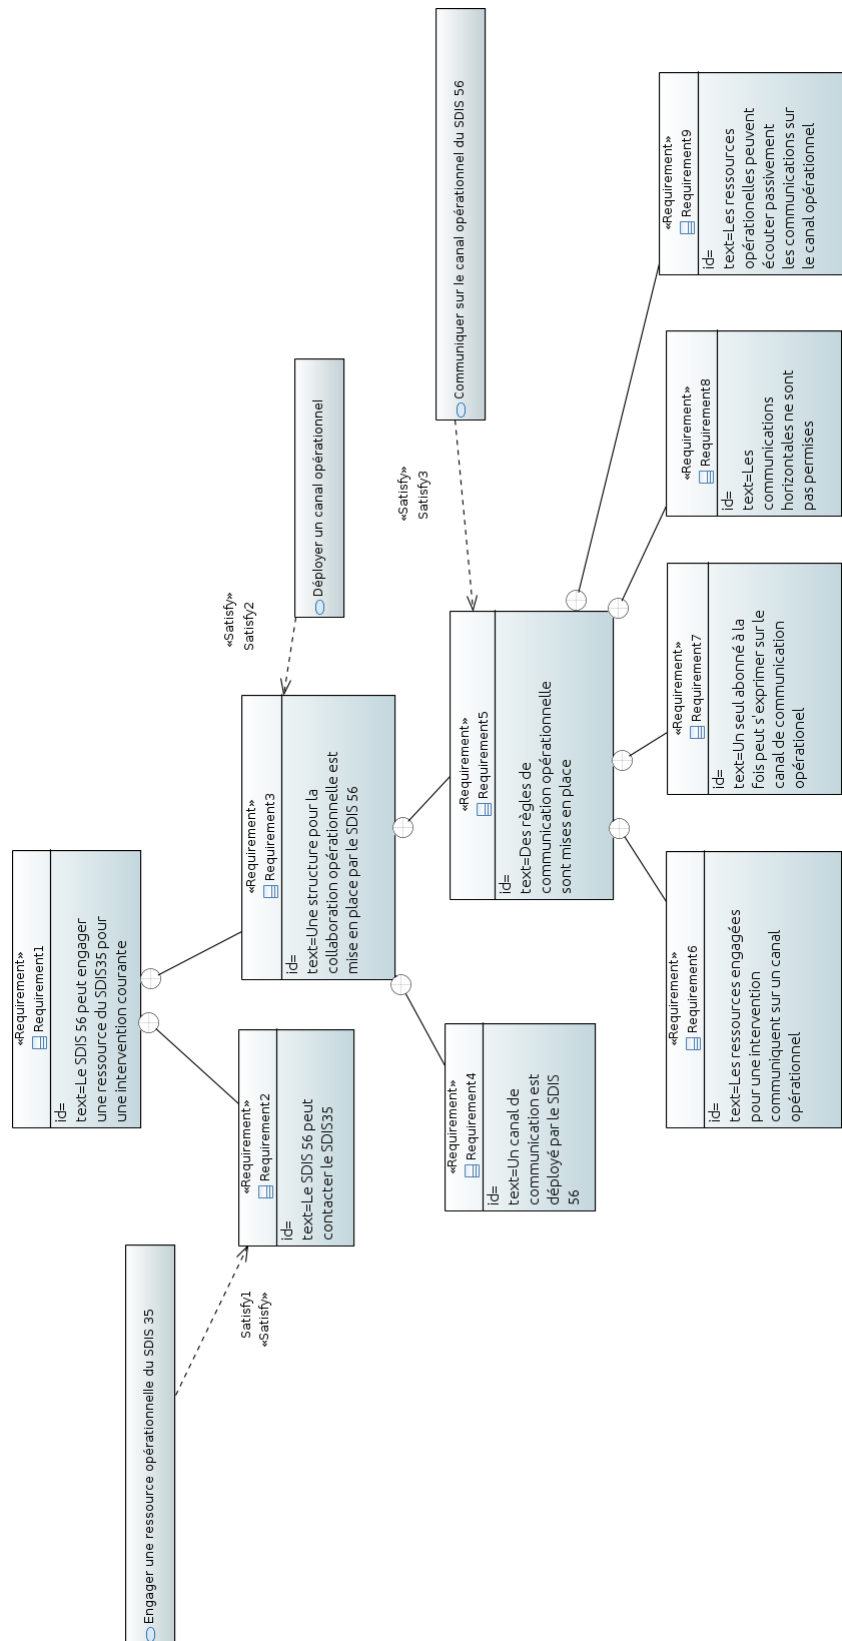 «Requirement»
Requirement1
id=
text=Le SDIS 56 peut engager
une ressource du SDIS35 pour
une intervention courante
Engager une ressource opérationnelle du SDIS 35
Satisfy1
«Satisfy»
«Requirement»
Requirement2
id=
text=Le SDIS 56 peut
contacter le SDIS35
«Requirement»
Requirement3
id=
text=Une structure pour la
collaboration opérationnelle est
mise en place par le SDIS 56
«Satisfy»
Satisfy2
Déployer un canal opérationnel
«Satisfy»
Satisfy3
Communiquer sur le canal opérationnel du SDIS 56
«Requirement»
Requirement4
id=
text=Un canal de
communication est
déployé par le SDIS
56
«Requirement»
Requirement5
id=
text=Des règles de
communication opérationnelle
sont mises en place
«Requirement»
Requirement6
id=
text=Les ressources engagées
pour une intervention
communiquent sur un canal
opérationnel
«Requirement»
Requirement7
id=
text=Un seul abonné à la
fois peut s'exprimer sur le
canal de communication
opérationel
«Requirement»
Requirement8
id=
text=Les
communications
horizontales ne sont
pas permises
«Requirement»
Requirement9
id=
text=Les ressources
opérationelles peuvent
écouter passivement
les communications sur
le canal opérationnel